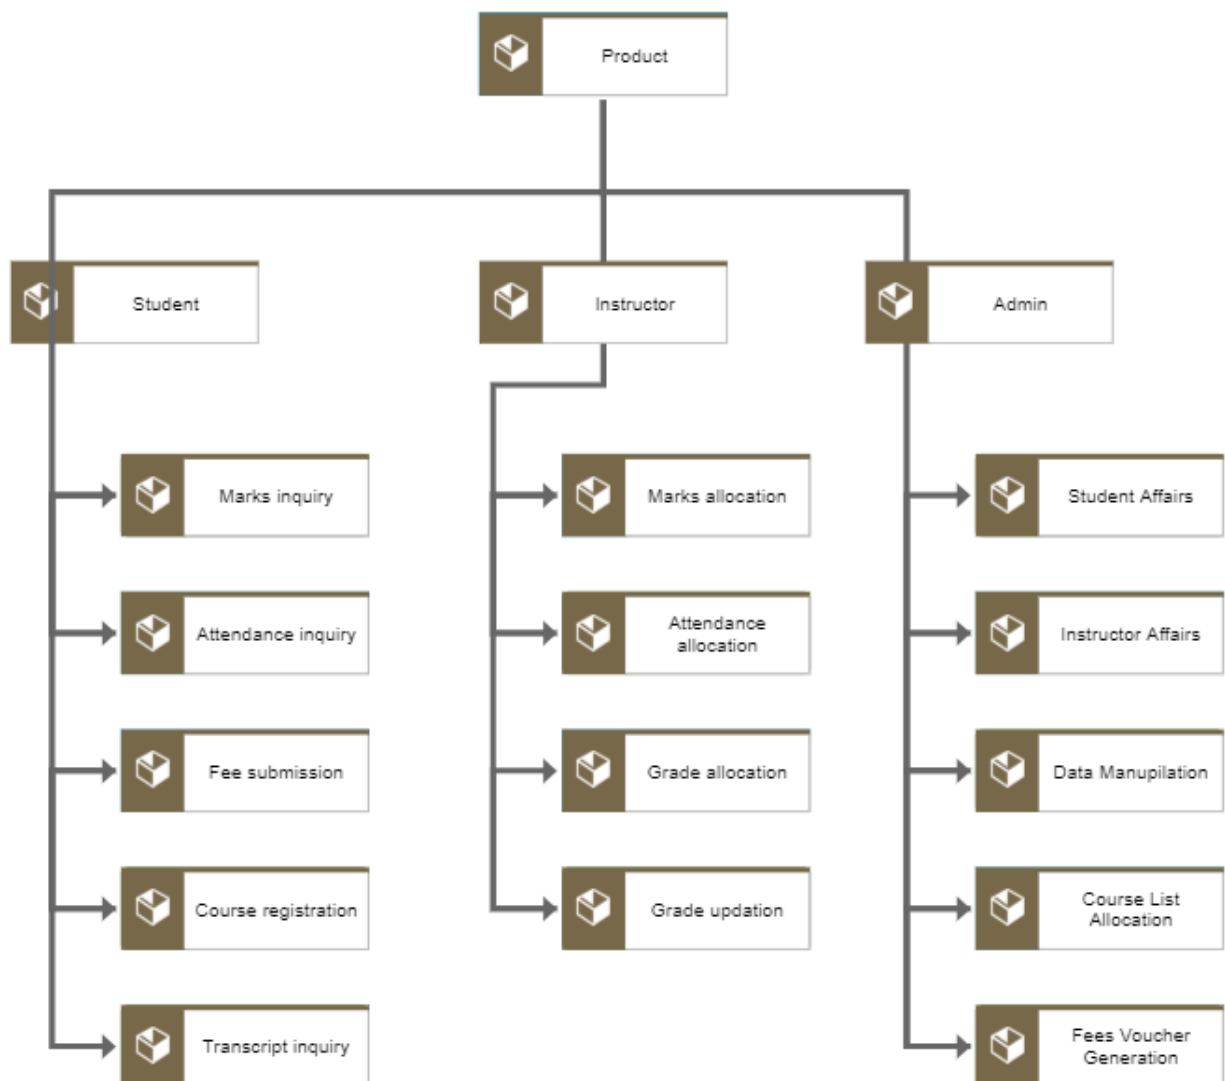 Product
Student
Instructor
Admin
Marks inquiry
Marks allocation
Student Affairs
Attendance inquiry
Attendance
allocation
Instructor Affairs
Fee submission
Grade allocation
Data Manupilation
Course registration
Grade updation
Course List
Allocation
Transcript inquiry
Fees Voucher
Generation